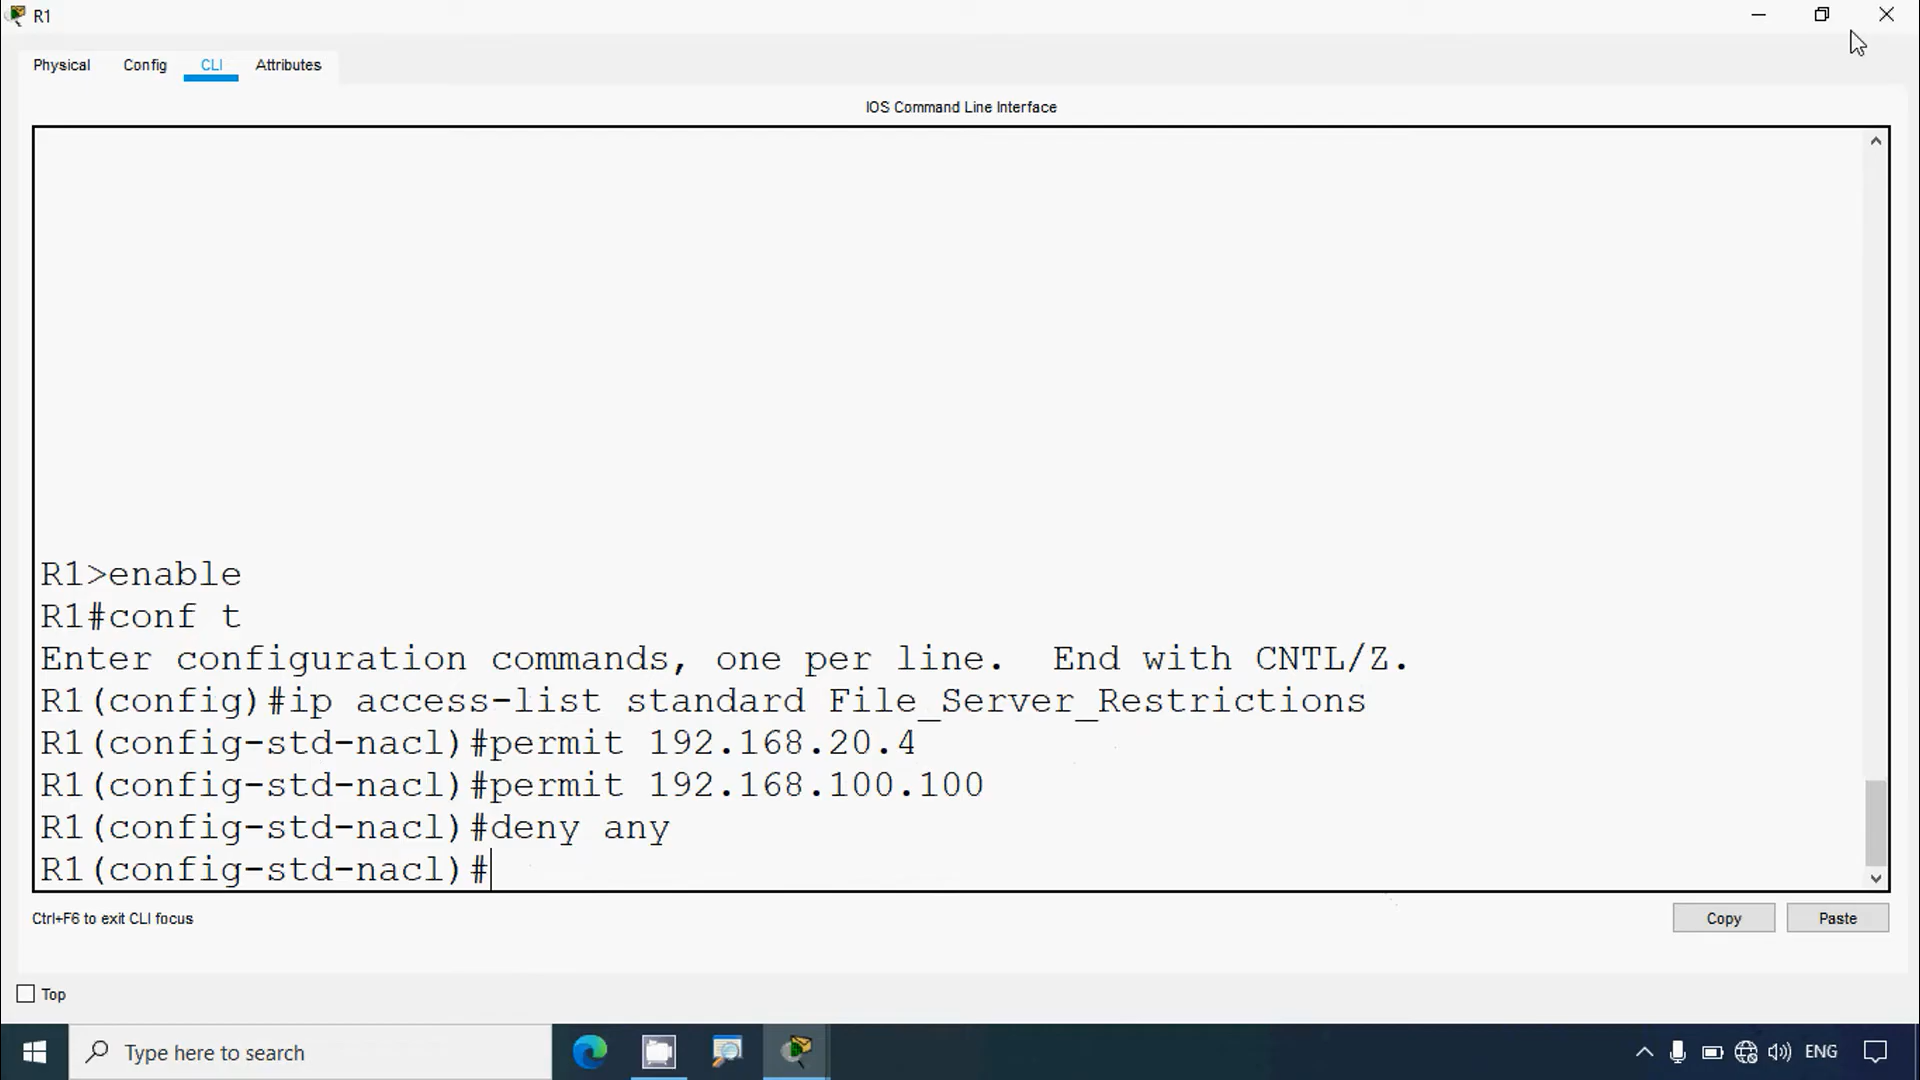 R1
Physical Config CLI Attributes
IOS Command Line Interface
R1>enable
R1#conf t
Enter configuration commands, one per line.  End with CNTL/Z.
R1(config)#ip access-list standard File_Server_Restrictions
R1(config-std-nacl)#permit 192.168.20.4
R1(config-std-nacl)#permit 192.168.100.100
R1(config-std-nacl)#deny any
R1(config-std-nacl)#
Ctrl+F6 to exit CLI focus
Copy Paste
Top
Type here to search
ENG